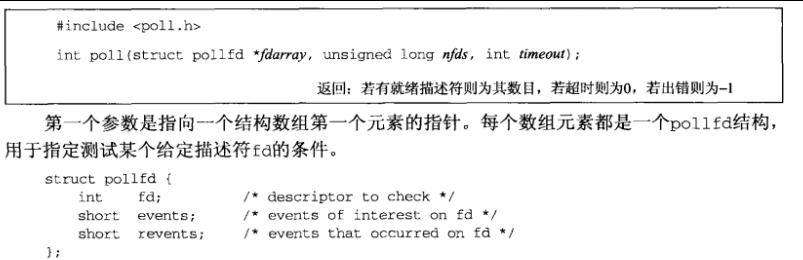 #include <poll.h>
int poll(struct pollfd *fdarray, unsigned long nfds, int timeout);
返回：若有就绪描述符则为其数目，若超时则为0，若出错则为–1
第一个参数是指向一个结构数组第一个元素的指针。每个数组元素都是一个pollfd结构，
用于指定测试某个给定描述符fd的条件。
struct pollfd {
int fd; /* descriptor to check */
short events; /* events of interest on fd */
short revents; /* events that occurred on fd */
};